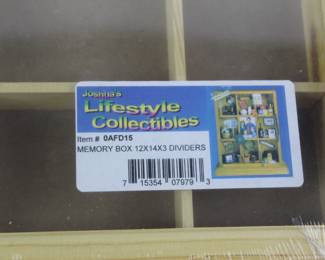 Joshua's
Lifestyle
Collectibles
Item # 0AFD15
MEMORY BOX 12X14X3 DIVIDERS
7 15354 07979 3